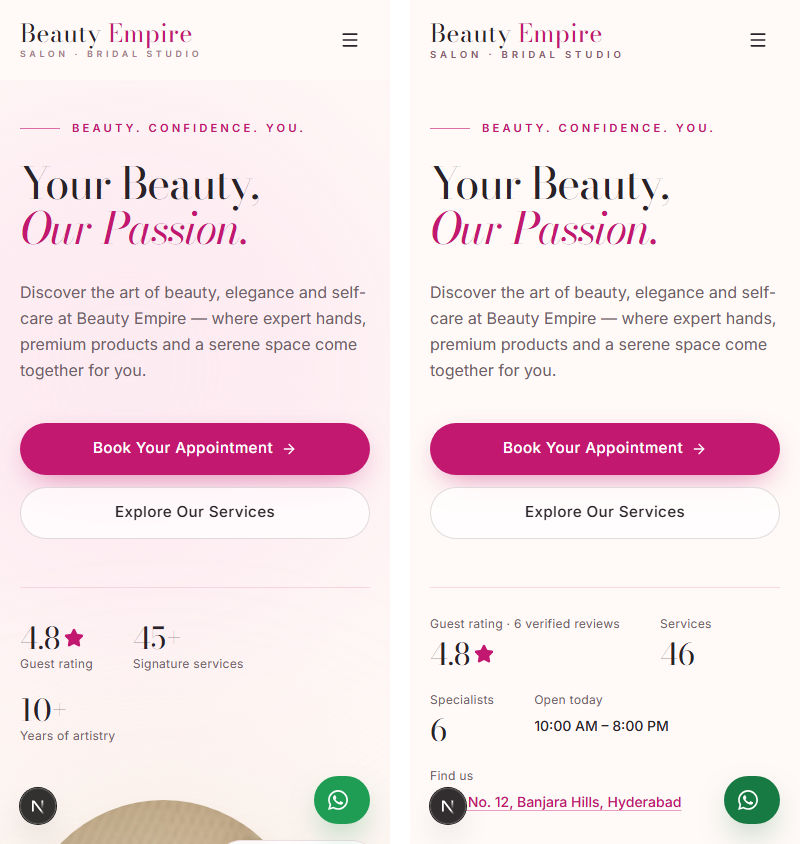 Beauty Empire
SALON · BRIDAL STUDIO
BEAUTY. CONFIDENCE. YOU.
Your Beauty.
Our Passion.
Discover the art of beauty, elegance and self-
care at Beauty Empire — where expert hands,
premium products and a serene space come
together for you.
Book Your Appointment →
Explore Our Services
4.8★
Guest rating
45+
Signature services
10+
Years of artistry
N
Beauty Empire
SALON · BRIDAL STUDIO
BEAUTY. CONFIDENCE. YOU.
Your Beauty.
Our Passion.
Discover the art of beauty, elegance and self-
care at Beauty Empire — where expert hands,
premium products and a serene space come
together for you.
Book Your Appointment →
Explore Our Services
Guest rating · 6 verified reviews
4.8★
Services
46
Specialists
6
Open today
10:00 AM – 8:00 PM
Find us
N
No. 12, Banjara Hills, Hyderabad